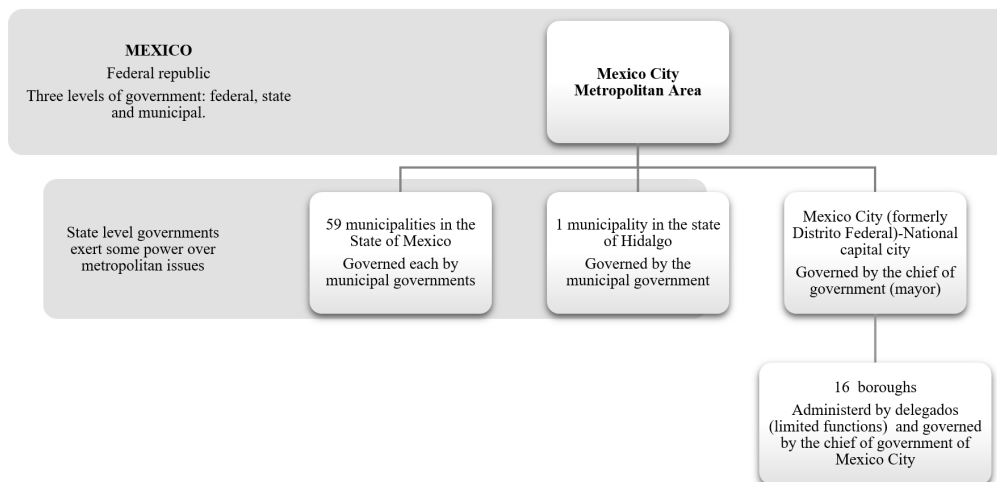 MEXICO
Federal republic
Three levels of government: federal, state
and municipal.
Mexico City
Metropolitan Area
State level governments
exert some power over
metropolitan issues
59 municipalities in the
State of Mexico
Governed each by
municipal governments
1 municipality in the state
of Hidalgo
Governed by the
municipal government
Mexico City (formerly
Distrito Federal)-National
capital city
Governed by the chief of
government (mayor)
16 boroughs
Administerd by delegados
(limited functions) and governed
by the chief of government of
Mexico City